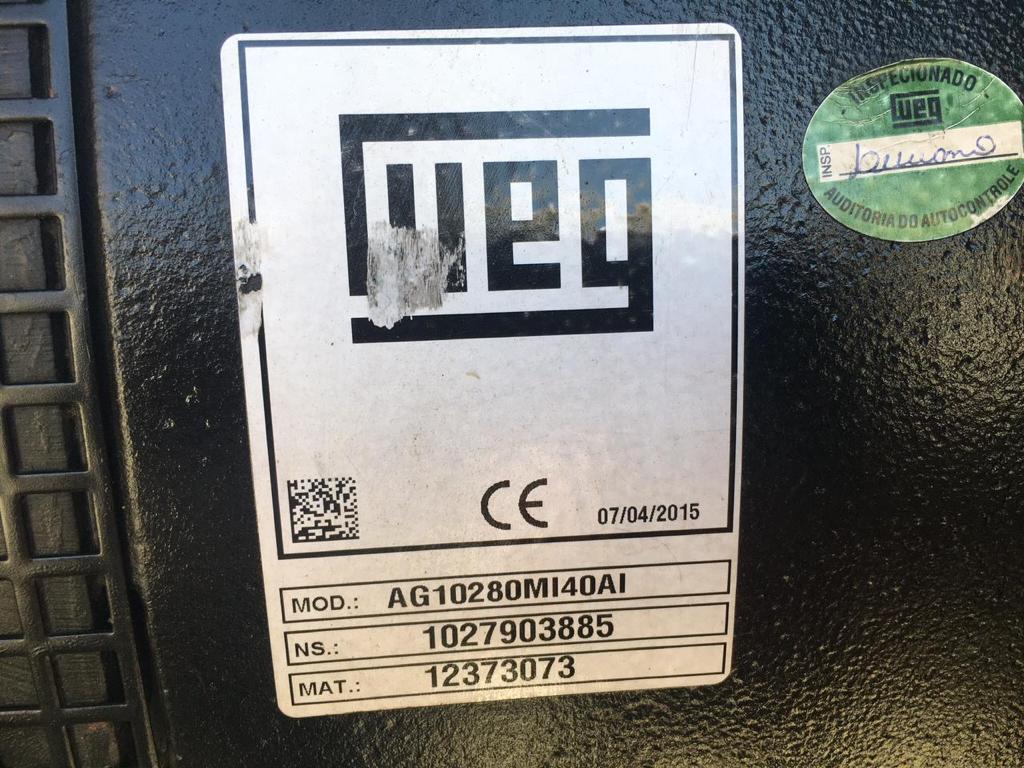 weg
CE
07/04/2015
MOD.: AG10280MI40AI
NS.: 1027903885
MAT.: 12373073
INSPECIONADO
weg
INSP.
AUDITORIA DO AUTOCONTROLE